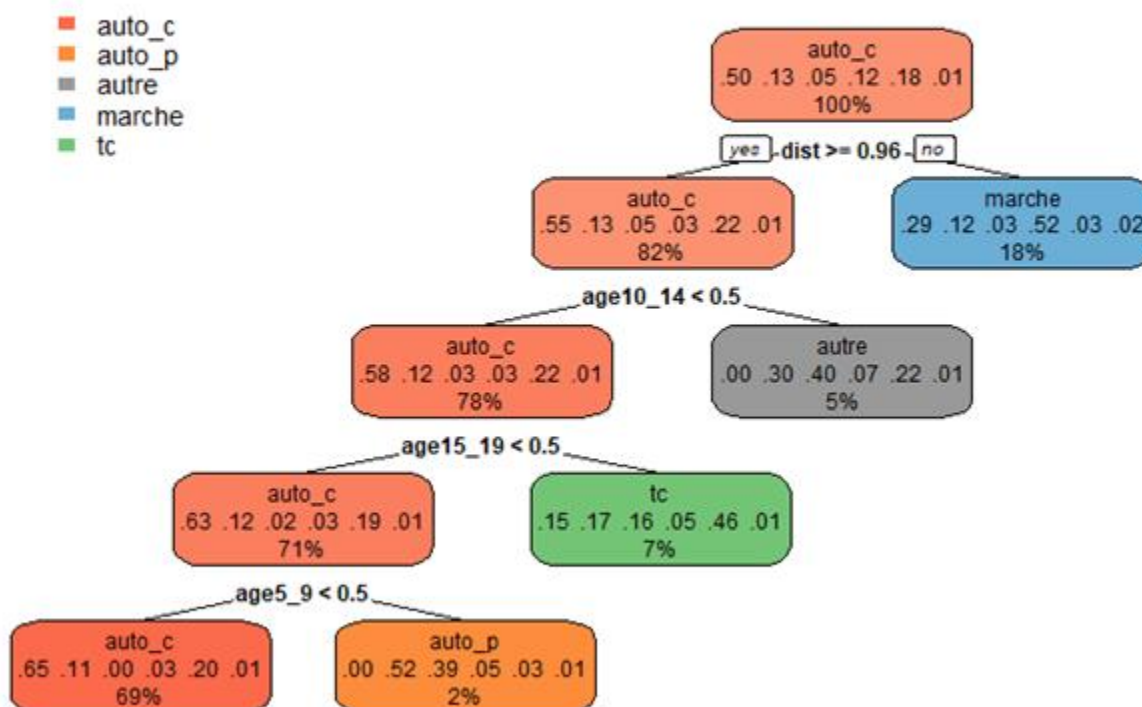 auto_c
auto_p
autre
marche
tc
auto_c
.50 .13 .05 .12 .18 .01
100%
yes dist >= 0.96 no
auto_c
.55 .13 .05 .03 .22 .01
82%
marche
.29 .12 .03 .52 .03 .02
18%
age10_14 < 0.5
auto_c
.58 .12 .03 .03 .22 .01
78%
autre
.00 .30 .40 .07 .22 .01
5%
age15_19 < 0.5
auto_c
.63 .12 .02 .03 .19 .01
71%
tc
.15 .17 .16 .05 .46 .01
7%
age5_9 < 0.5
auto_c
.65 .11 .00 .03 .20 .01
69%
auto_p
.00 .52 .39 .05 .03 .01
2%